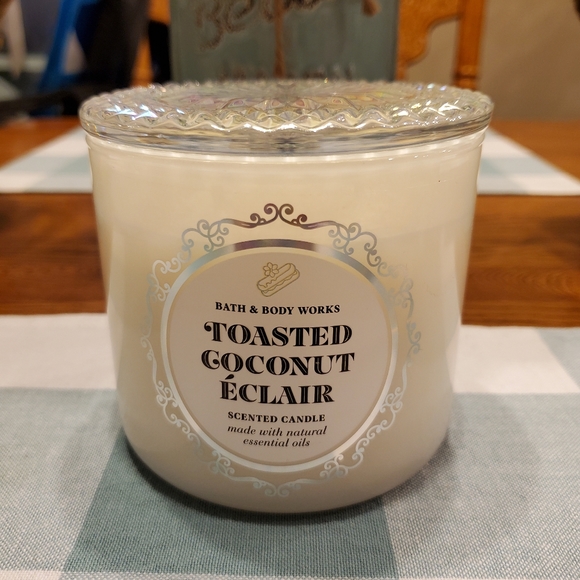 BATH & BODY WORKS
TOASTED
COCONUT
ÉCLAIR
SCENTED CANDLE
made with natural
essential oils